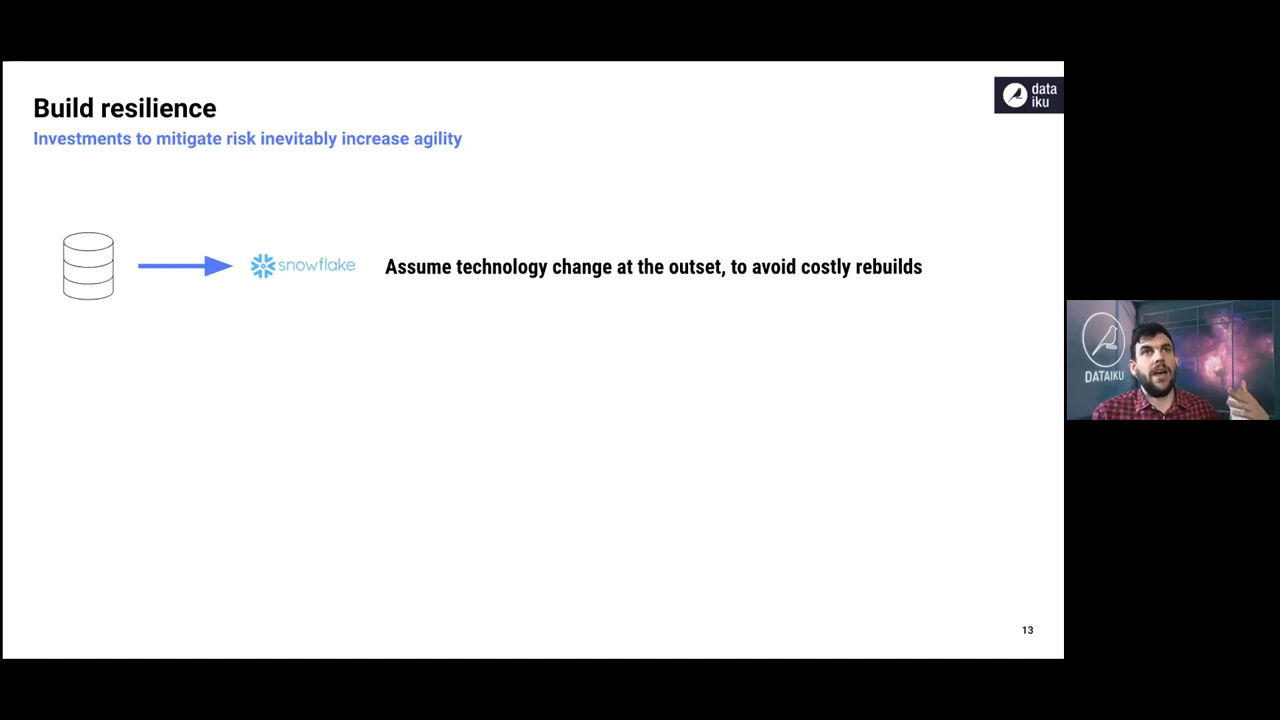 Build resilience
data
iku
Investments to mitigate risk inevitably increase agility
snowflake
Assume technology change at the outset, to avoid costly rebuilds
DATAIKU
13